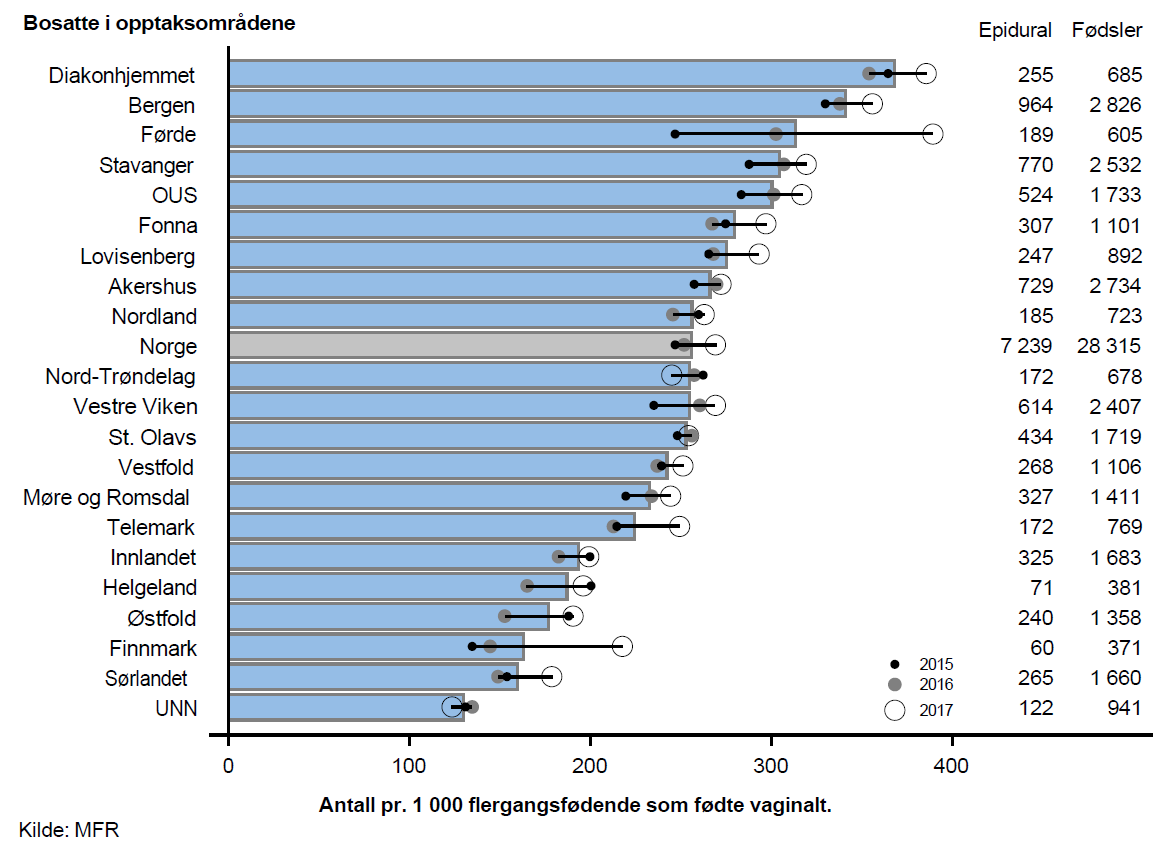 Bosatte i opptaksområdene
Epidural Fødsler
Diakonhjemmet 255 685
Bergen 964 2 826
Førde 189 605
Stavanger 770 2 532
OUS 524 1 733
Fonna 307 1 101
Lovisenberg 247 892
Akershus 729 2 734
Nordland 185 723
Norge 7 239 28 315
Nord-Trøndelag 172 678
Vestre Viken 614 2 407
St. Olavs 434 1 719
Vestfold 268 1 106
Møre og Romsdal 327 1 411
Telemark 172 769
Innlandet 325 1 683
Helgeland 71 381
Østfold 240 1 358
Finnmark 60 371
Sørlandet 265 1 660
UNN 122 941
2015
2016
2017
0 100 200 300 400
Antall pr. 1 000 flergangsfødende som fødte vaginalt.
Kilde: MFR